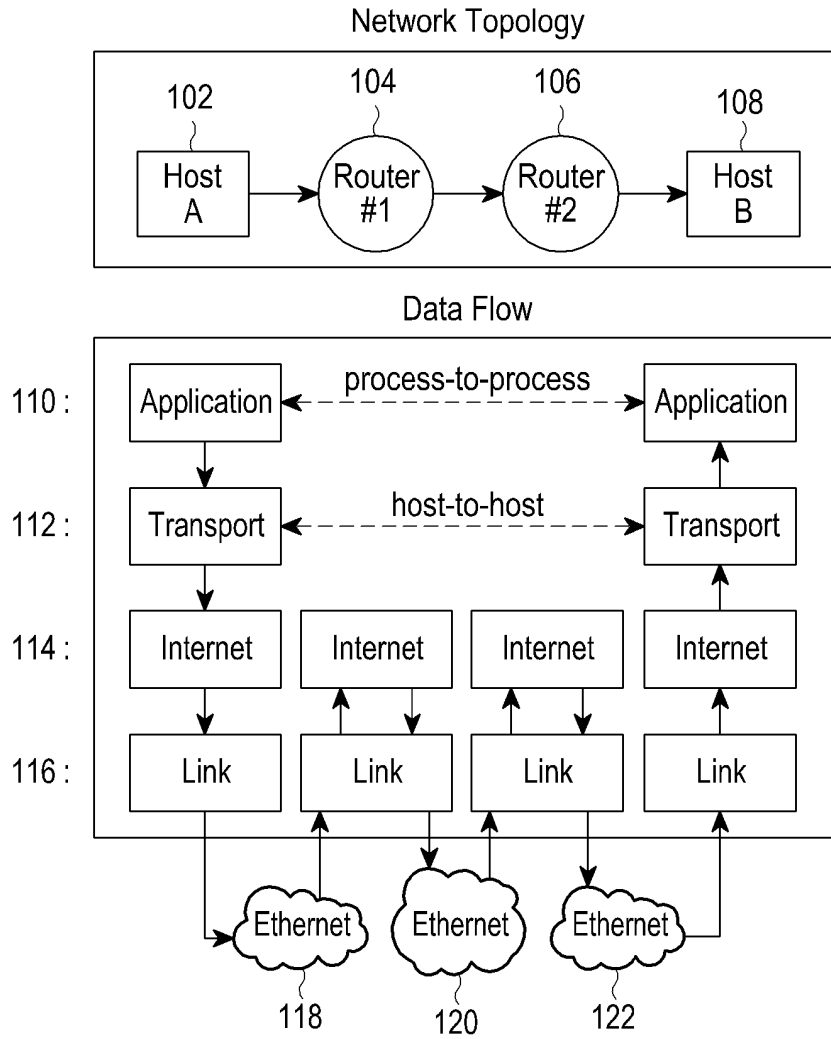 Network Topology
102
104
106
108
Host
A
Router
#1
Router
#2
Host
B
Data Flow
110 :
Application
process-to-process
Application
112 :
Transport
host-to-host
Transport
114 :
Internet
Internet
Internet
Internet
116 :
Link
Link
Link
Link
Ethernet
Ethernet
Ethernet
118
120
122